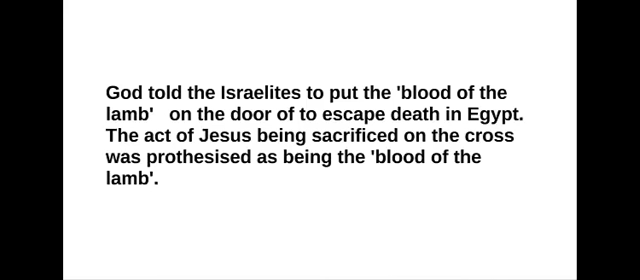 God told the Israelites to put the 'blood of the
lamb'   on the door of to escape death in Egypt.
The act of Jesus being sacrificed on the cross
was prothesised as being the 'blood of the
lamb'.